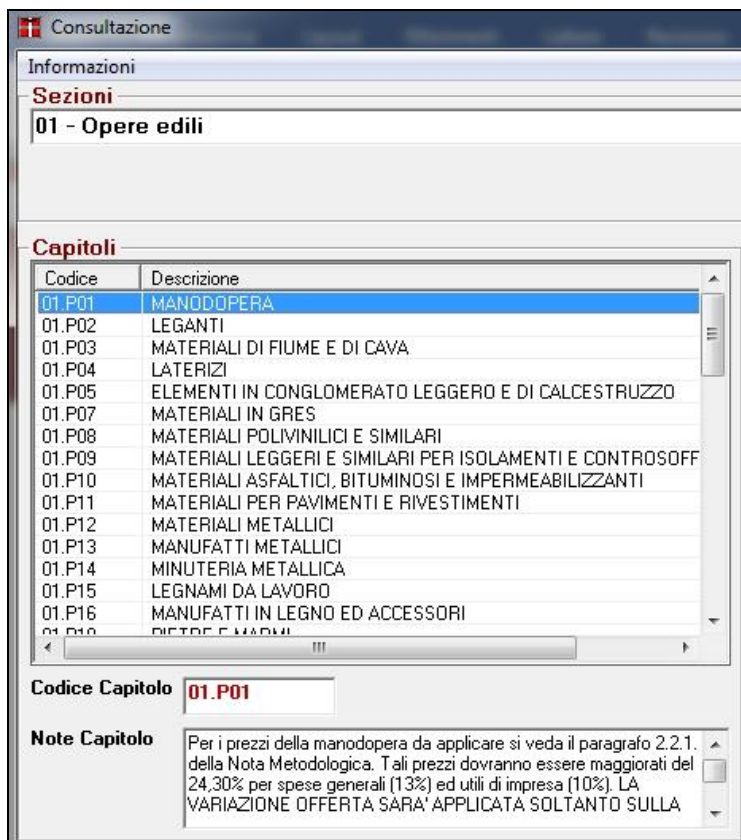 Consultazione
Informazioni
Sezioni
01 - Opere edili
Capitoli
Codice Descrizione
01.P01 MANODOPERA
01.P02 LEGANTI
01.P03 MATERIALI DI FIUME E DI CAVA
01.P04 LATERIZI
01.P05 ELEMENTI IN CONGLOMERATO LEGGERO E DI CALCESTRUZZO
01.P07 MATERIALI IN GRES
01.P08 MATERIALI POLIVINILICI E SIMILARI
01.P09 MATERIALI LEGGERI E SIMILARI PER ISOLAMENTI E CONTROSOFF
01.P10 MATERIALI ASFALTICI, BITUMINOSI E IMPERMEABILIZZANTI
01.P11 MATERIALI PER PAVIMENTI E RIVESTIMENTI
01.P12 MATERIALI METALLICI
01.P13 MANUFATTI METALLICI
01.P14 MINUTERIA METALLICA
01.P15 LEGNAMI DA LAVORO
01.P16 MANUFATTI IN LEGNO ED ACCESSORI
PIETRE E MARMI
Codice Capitolo 01.P01
Note Capitolo
Per i prezzi della manodopera da applicare si veda il paragrafo 2.2.1.
della Nota Metodologica. Tali prezzi dovranno essere maggiorati del
24,30% per spese generali (13%) ed utili di impresa (10%). LA
VARIAZIONE OFFERTA SARA' APPLICATA SOLTANTO SULLA